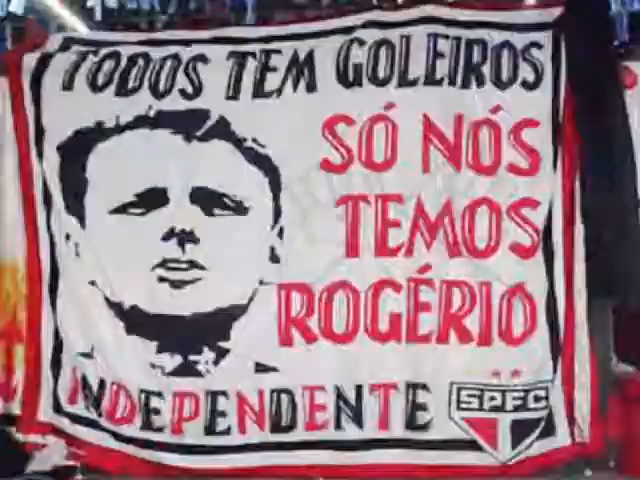 TODOS TEM GOLEIROS
SÓ NÓS
TEMOS
ROGÉRIO
INDEPENDENTE
SPFC